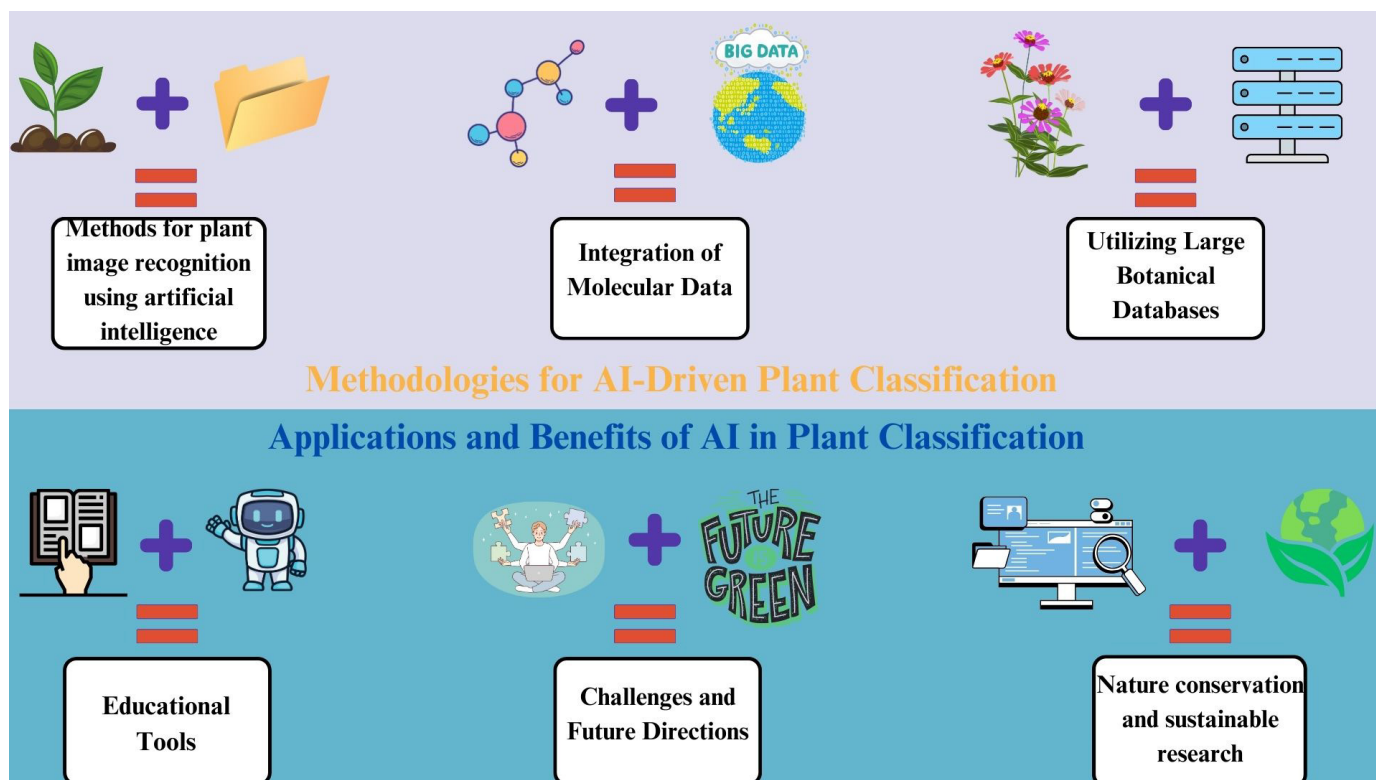 BIG DATA
Methods for plant
image recognition
using artificial
intelligence
Integration of
Molecular Data
Utilizing Large
Botanical
Databases
Methodologies for AI-Driven Plant Classification
Applications and Benefits of AI in Plant Classification
THE
FUTURE
IS
GREEN
Educational
Tools
Challenges and
Future Directions
Nature conservation
and sustainable
research